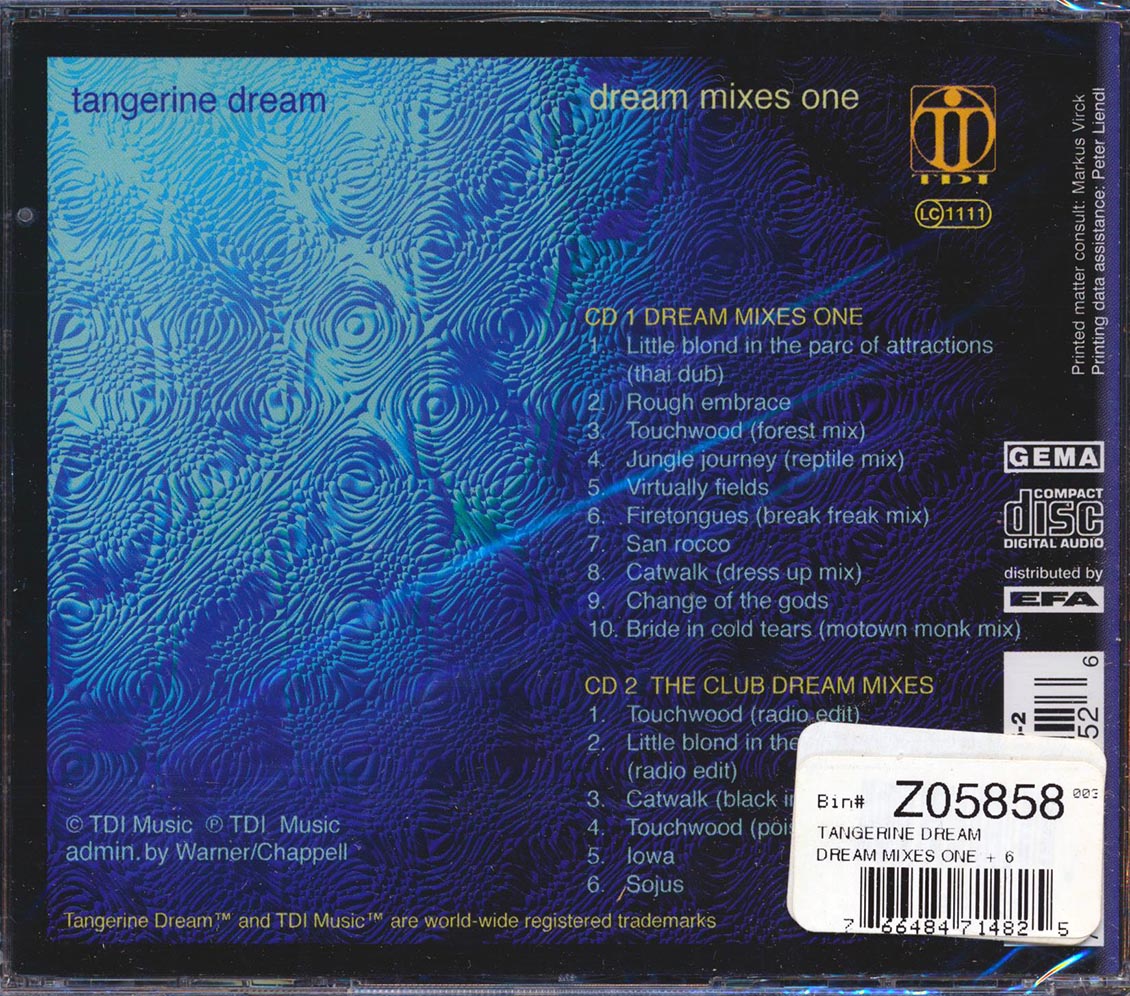 tangerine dream
dream mixes one
TDI
LC 1111
Printed matter consult: Markus Virck
Printing data assistance: Peter Liendl
CD 1 DREAM MIXES ONE
1. Little blond in the parc of attractions
(thai dub)
2. Rough embrace
3. Touchwood (forest mix)
4. Jungle journey (reptile mix)
5. Virtually fields
6. Firetongues (break freak mix)
7. San rocco
8. Catwalk (dress up mix)
9. Change of the gods
10. Bride in cold tears (motown monk mix)
GEMA
COMPACT
disc
DIGITAL AUDIO
distributed by
EFA
CD 2 THE CLUB DREAM MIXES
1. Touchwood (radio edit)
2. Little blond in the
(radio edit)
3. Catwalk (black
4. Touchwood
5. Iowa
6. Sojus
-2
52
6
Bin# Z05858 003
TANGERINE DREAM
DREAM MIXES ONE + 6
7 66484 71482 5
© TDI Music ℗ TDI Music
admin. by Warner/Chappell
Tangerine Dream™ and TDI Music™ are world-wide registered trademarks